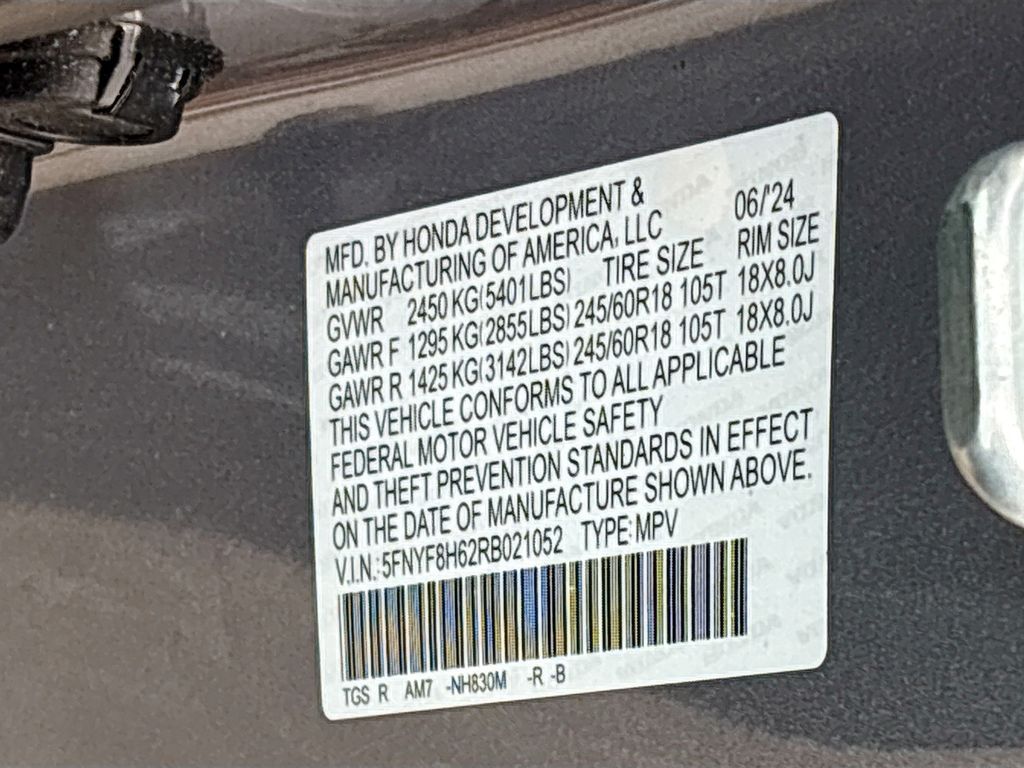 MFD. BY HONDA DEVELOPMENT &
MANUFACTURING OF AMERICA, LLC 06/'24
GVWR 2450 KG(5401LBS) TIRE SIZE RIM SIZE
GAWR F 1295 KG(2855LBS) 245/60R18 105T 18X8.0J
GAWR R 1425 KG(3142LBS) 245/60R18 105T 18X8.0J
THIS VEHICLE CONFORMS TO ALL APPLICABLE
FEDERAL MOTOR VEHICLE SAFETY
AND THEFT PREVENTION STANDARDS IN EFFECT
ON THE DATE OF MANUFACTURE SHOWN ABOVE.
V.I.N.:5FNYF8H62RB021052 TYPE:MPV
TGS R AM7 -NH830M -R -B